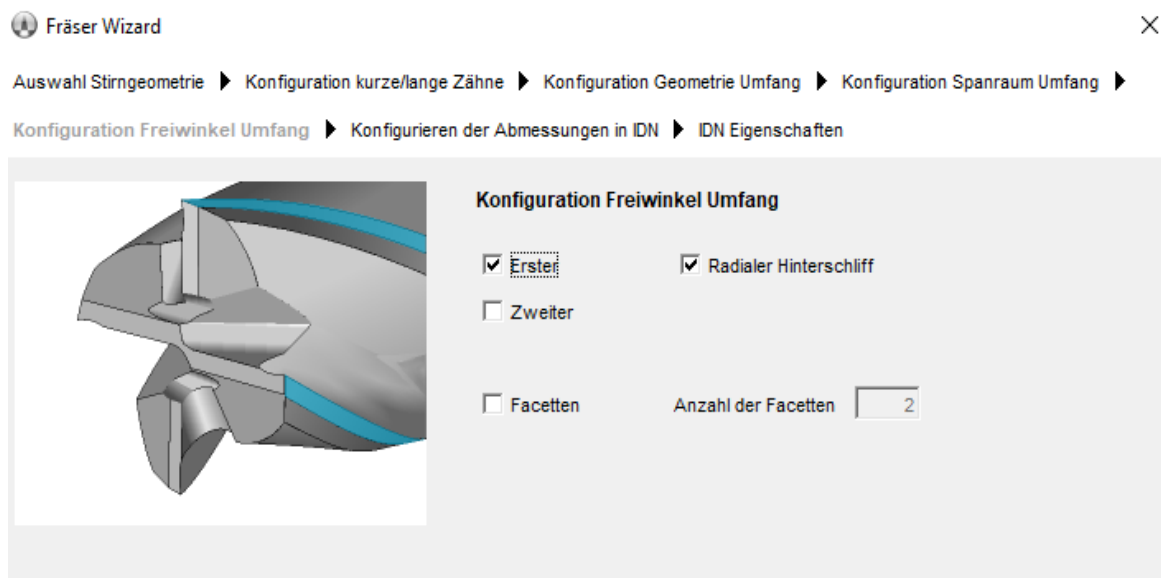 Fräser Wizard
Auswahl Stirngeometrie ▶ Konfiguration kurze/lange Zähne ▶ Konfiguration Geometrie Umfang ▶ Konfiguration Spanraum Umfang ▶
Konfiguration Freiwinkel Umfang ▶ Konfigurieren der Abmessungen in IDN ▶ IDN Eigenschaften
Konfiguration Freiwinkel Umfang
Erster Radialer Hinterschliff
Zweiter
Facetten Anzahl der Facetten 2